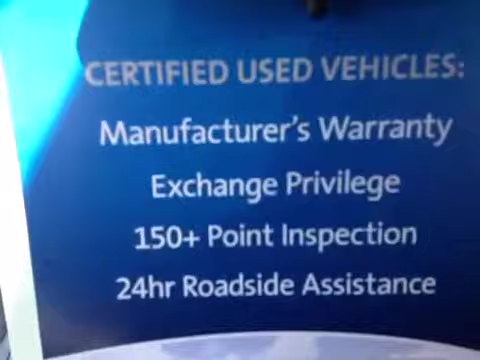 CERTIFIED USED VEHICLES:
Manufacturer's Warranty
Exchange Privilege
150+ Point Inspection
24hr Roadside Assistance